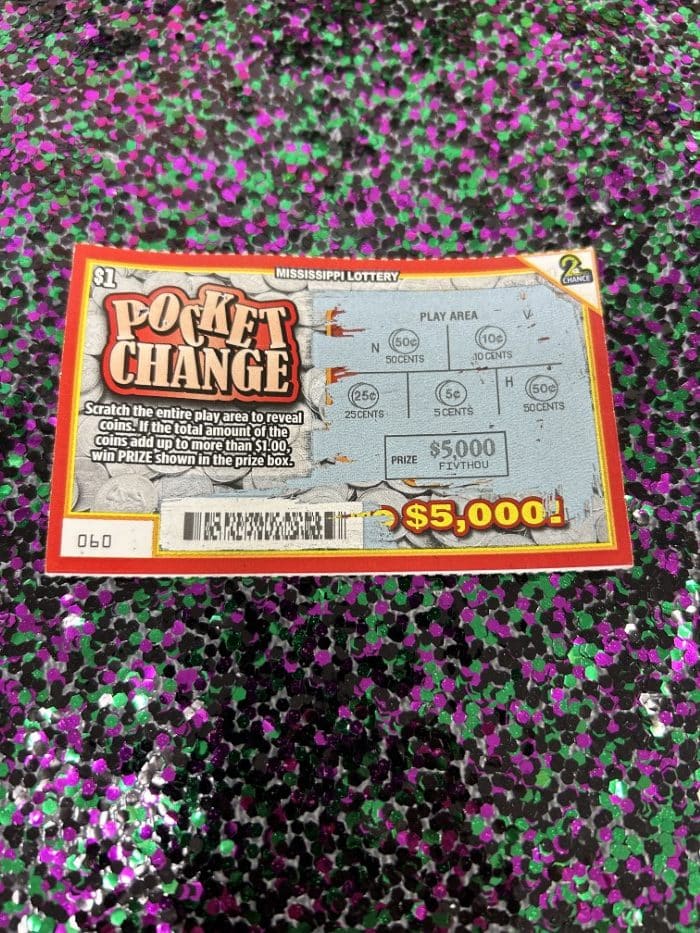 $1
MISSISSIPPI LOTTERY
2nd
CHANCE
POCKET
CHANGE
Scratch the entire play area to reveal
coins. If the total amount of the
coins add up to more than $1.00,
win PRIZE shown in the prize box.
PLAY AREA
V
N
50¢
50CENTS
10¢
10CENTS
25¢
25CENTS
5¢
5CENTS
H
50¢
50CENTS
PRIZE
$5,000
FIVTHOU
$5,000!
060